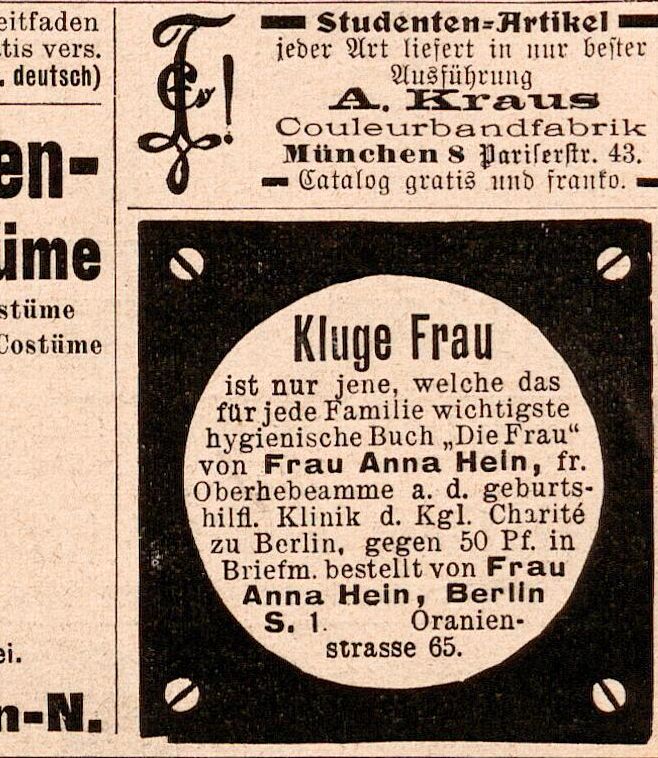 eitfaden
tis vers.
. deutsch)
en-
üme
stüme
Costüme
ei.
n-N.
Studenten-Artikel
jeder Art liefert in nur bester
Ausführung
A. Kraus
Couleurbandfabrik
München 8 Pariserstr. 43.
Catalog gratis und franko.
Kluge Frau
ist nur jene, welche das
für jede Familie wichtigste
hygienische Buch „Die Frau“
von Frau Anna Hein, fr.
Oberhebeamme a. d. geburts-
hilfl. Klinik d. Kgl. Charité
zu Berlin, gegen 50 Pf. in
Briefm. bestellt von Frau
Anna Hein, Berlin
S. 1. Oranien-
strasse 65.